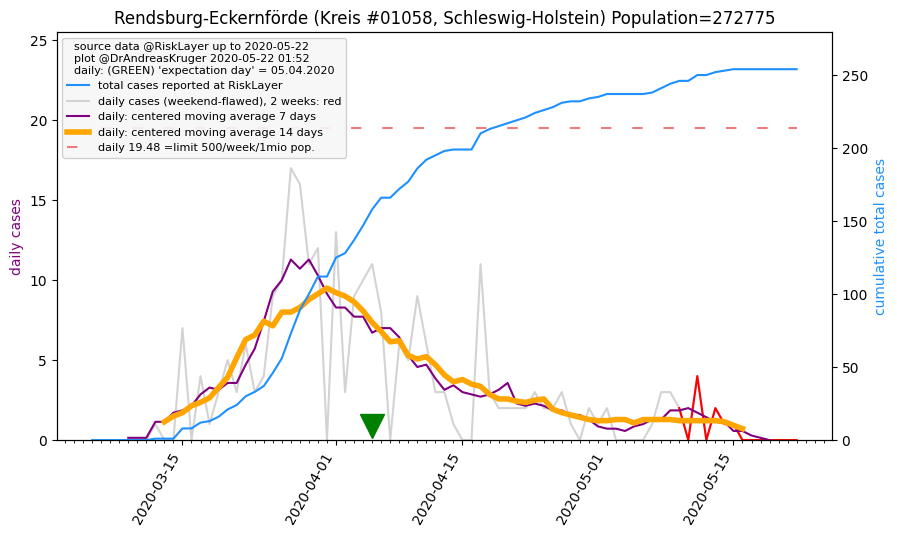 Rendsburg-Eckernförde (Kreis #01058, Schleswig-Holstein) Population=272775
source data @RiskLayer up to 2020-05-22
plot @DrAndreasKruger 2020-05-22 01:52
daily: (GREEN) 'expectation day' = 05.04.2020
total cases reported at RiskLayer
daily cases (weekend-flawed), 2 weeks: red
daily: centered moving average 7 days
daily: centered moving average 14 days
daily 19.48 =limit 500/week/1mio pop.
25
20
15
10
5
0
daily cases
250
200
150
100
50
0
cumulative total cases
2020-03-15
2020-04-01
2020-04-15
2020-05-01
2020-05-15